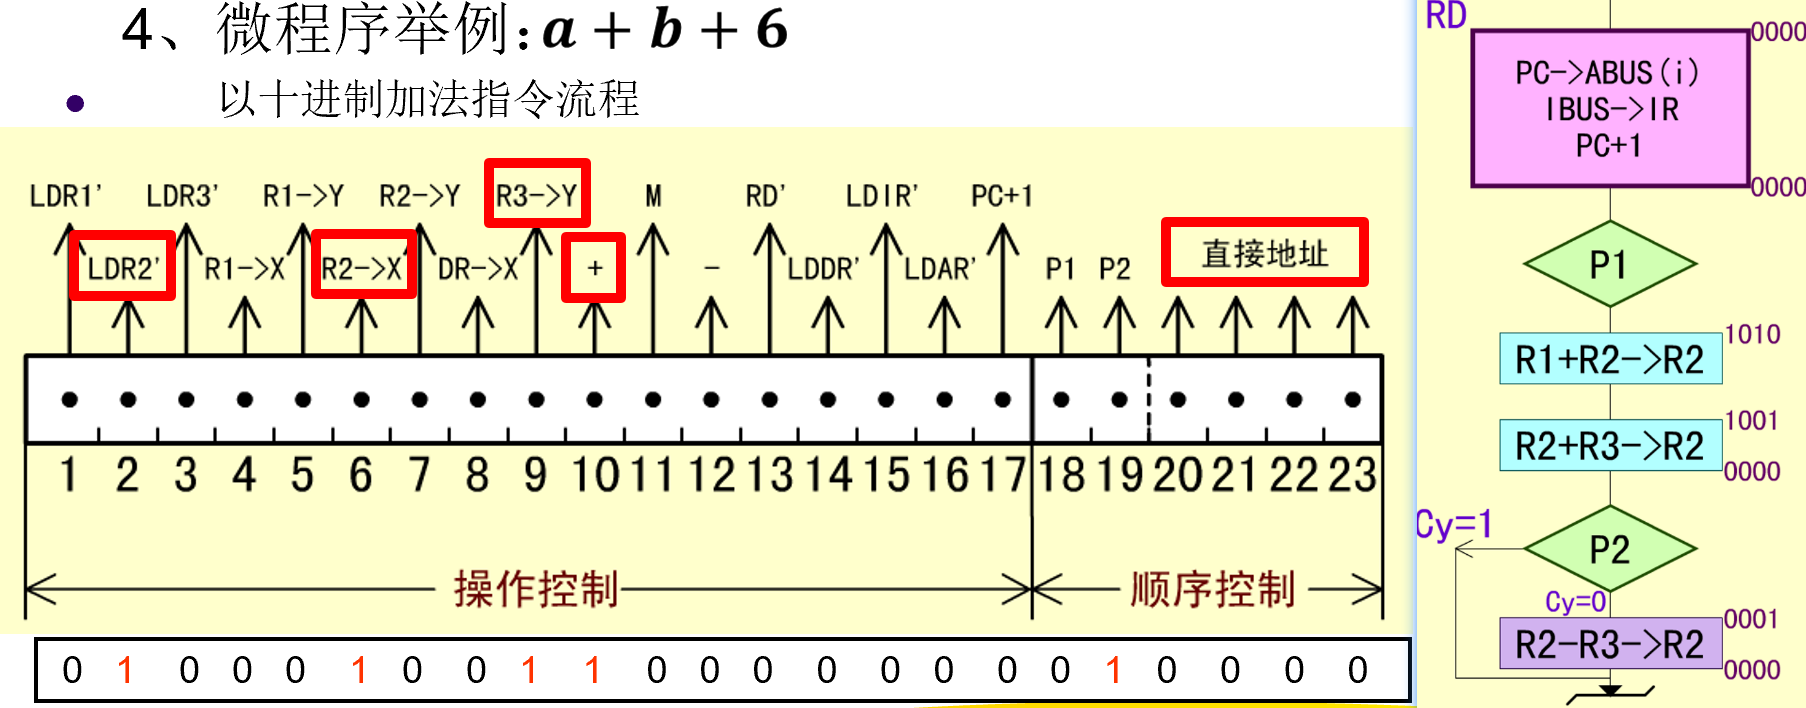 4、微程序举例:a + b + 6
• 以十进制加法指令流程
LDR1' LDR3' R1->Y R2->Y R3->Y M RD' LDIR' PC+1
LDR2' R1->X R2->X DR->X + - LDDR' LDAR' P1 P2 直接地址
1 2 3 4 5 6 7 8 9 10 11 12 13 14 15 16 17 18 19 20 21 22 23
操作控制 顺序控制
0 1 0 0 0 1 0 0 1 1 0 0 0 0 0 0 0 0 1 0 0 0 0
RD
0000
PC->ABUS(i)
IBUS->IR
PC+1
0000
P1
1010
R1+R2->R2
1001
R2+R3->R2
0000
Cy=1
P2
Cy=0
0001
R2-R3->R2
0000